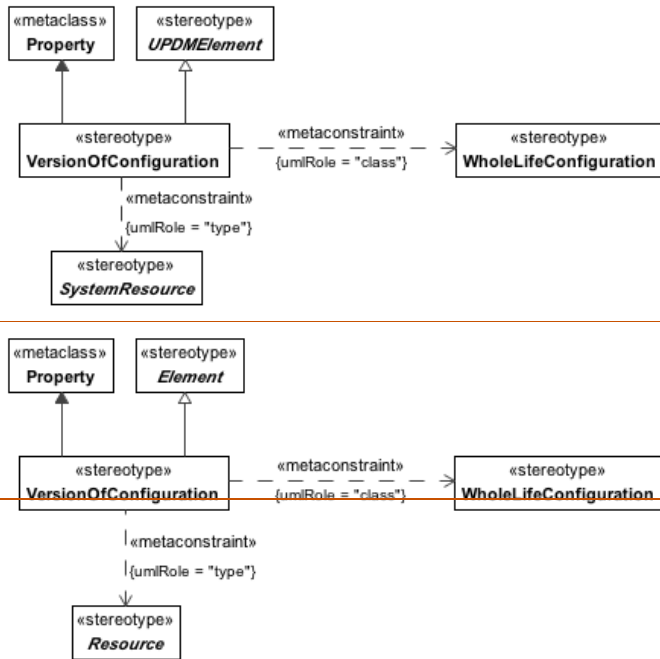 «metaclass»
Property
«stereotype»
UPDMElement
«stereotype»
VersionOfConfiguration
«metaconstraint»
{umlRole = "class"}
«stereotype»
WholeLifeConfiguration
«metaconstraint»
{umlRole = "type"}
«stereotype»
SystemResource
«metaclass»
Property
«stereotype»
Element
«stereotype»
VersionOfConfiguration
«metaconstraint»
{umlRole = "class"}
«stereotype»
WholeLifeConfiguration
«metaconstraint»
{umlRole = "type"}
«stereotype»
Resource